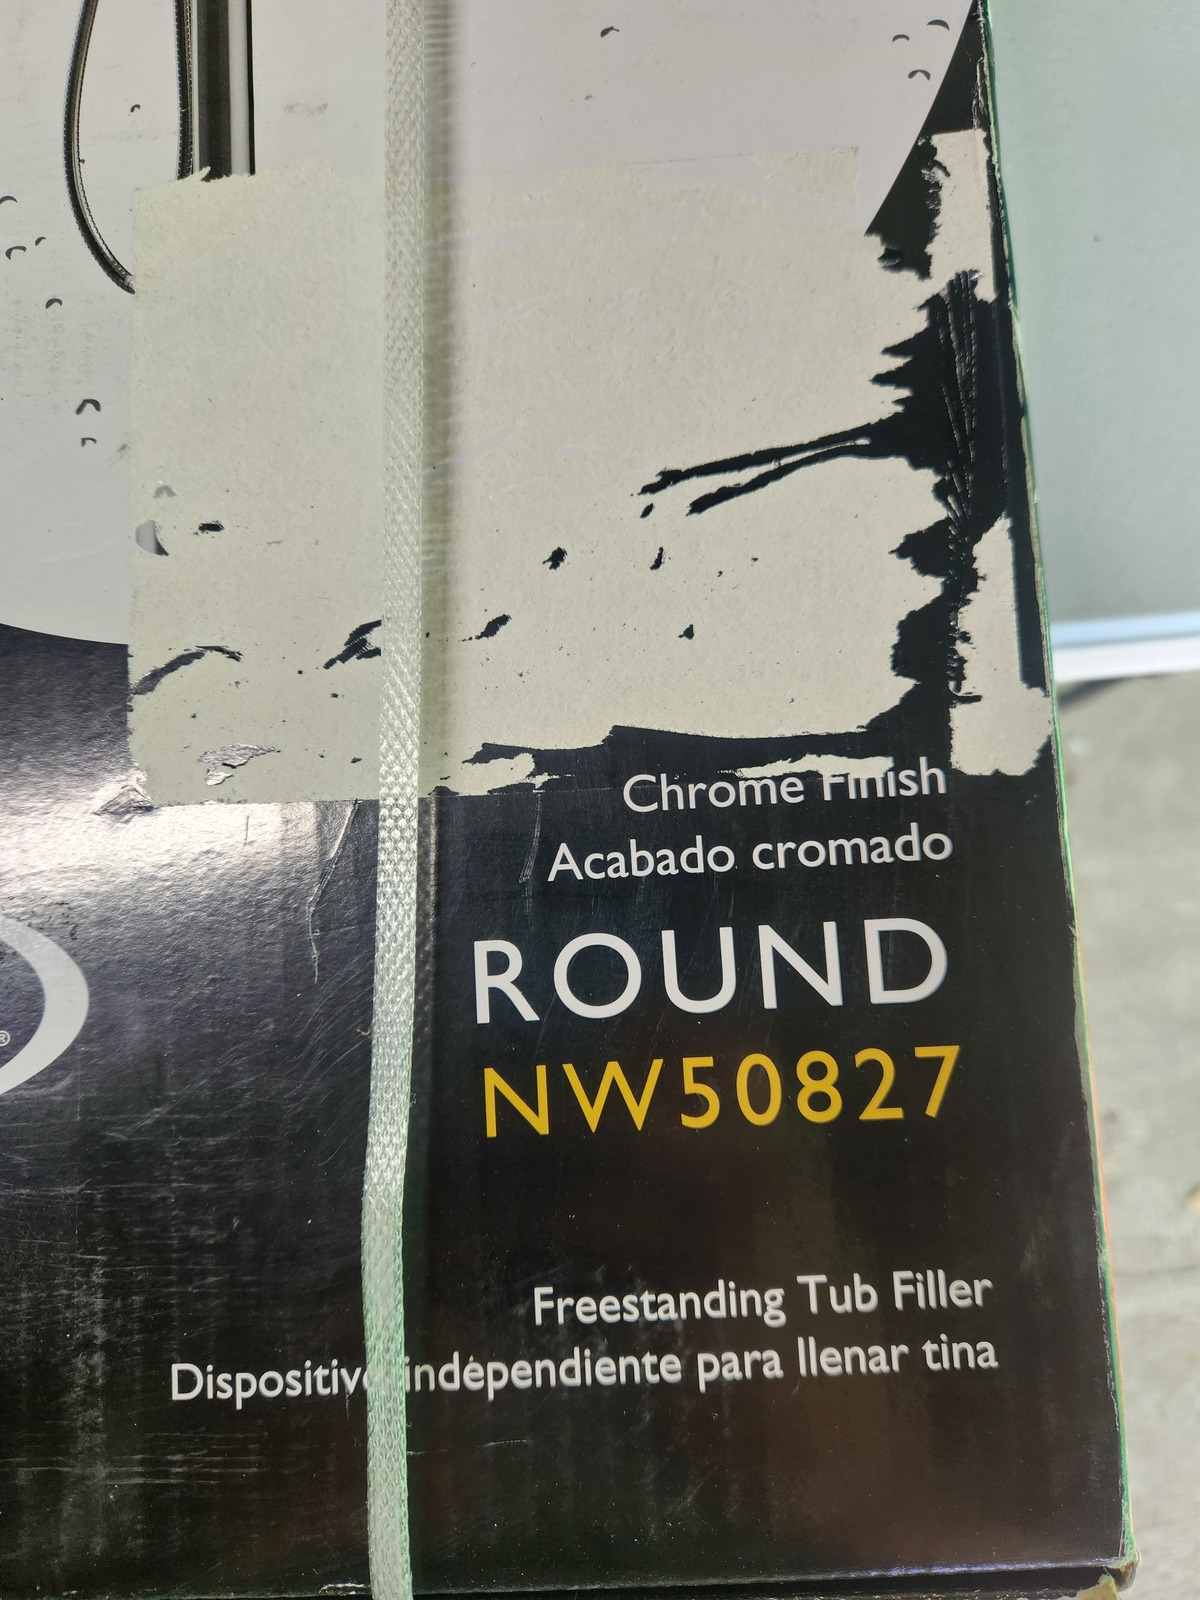 Chrome Finish
Acabado cromado
ROUND
®
NW50827
Freestanding Tub Filler
Dispositivo independiente para llenar tina